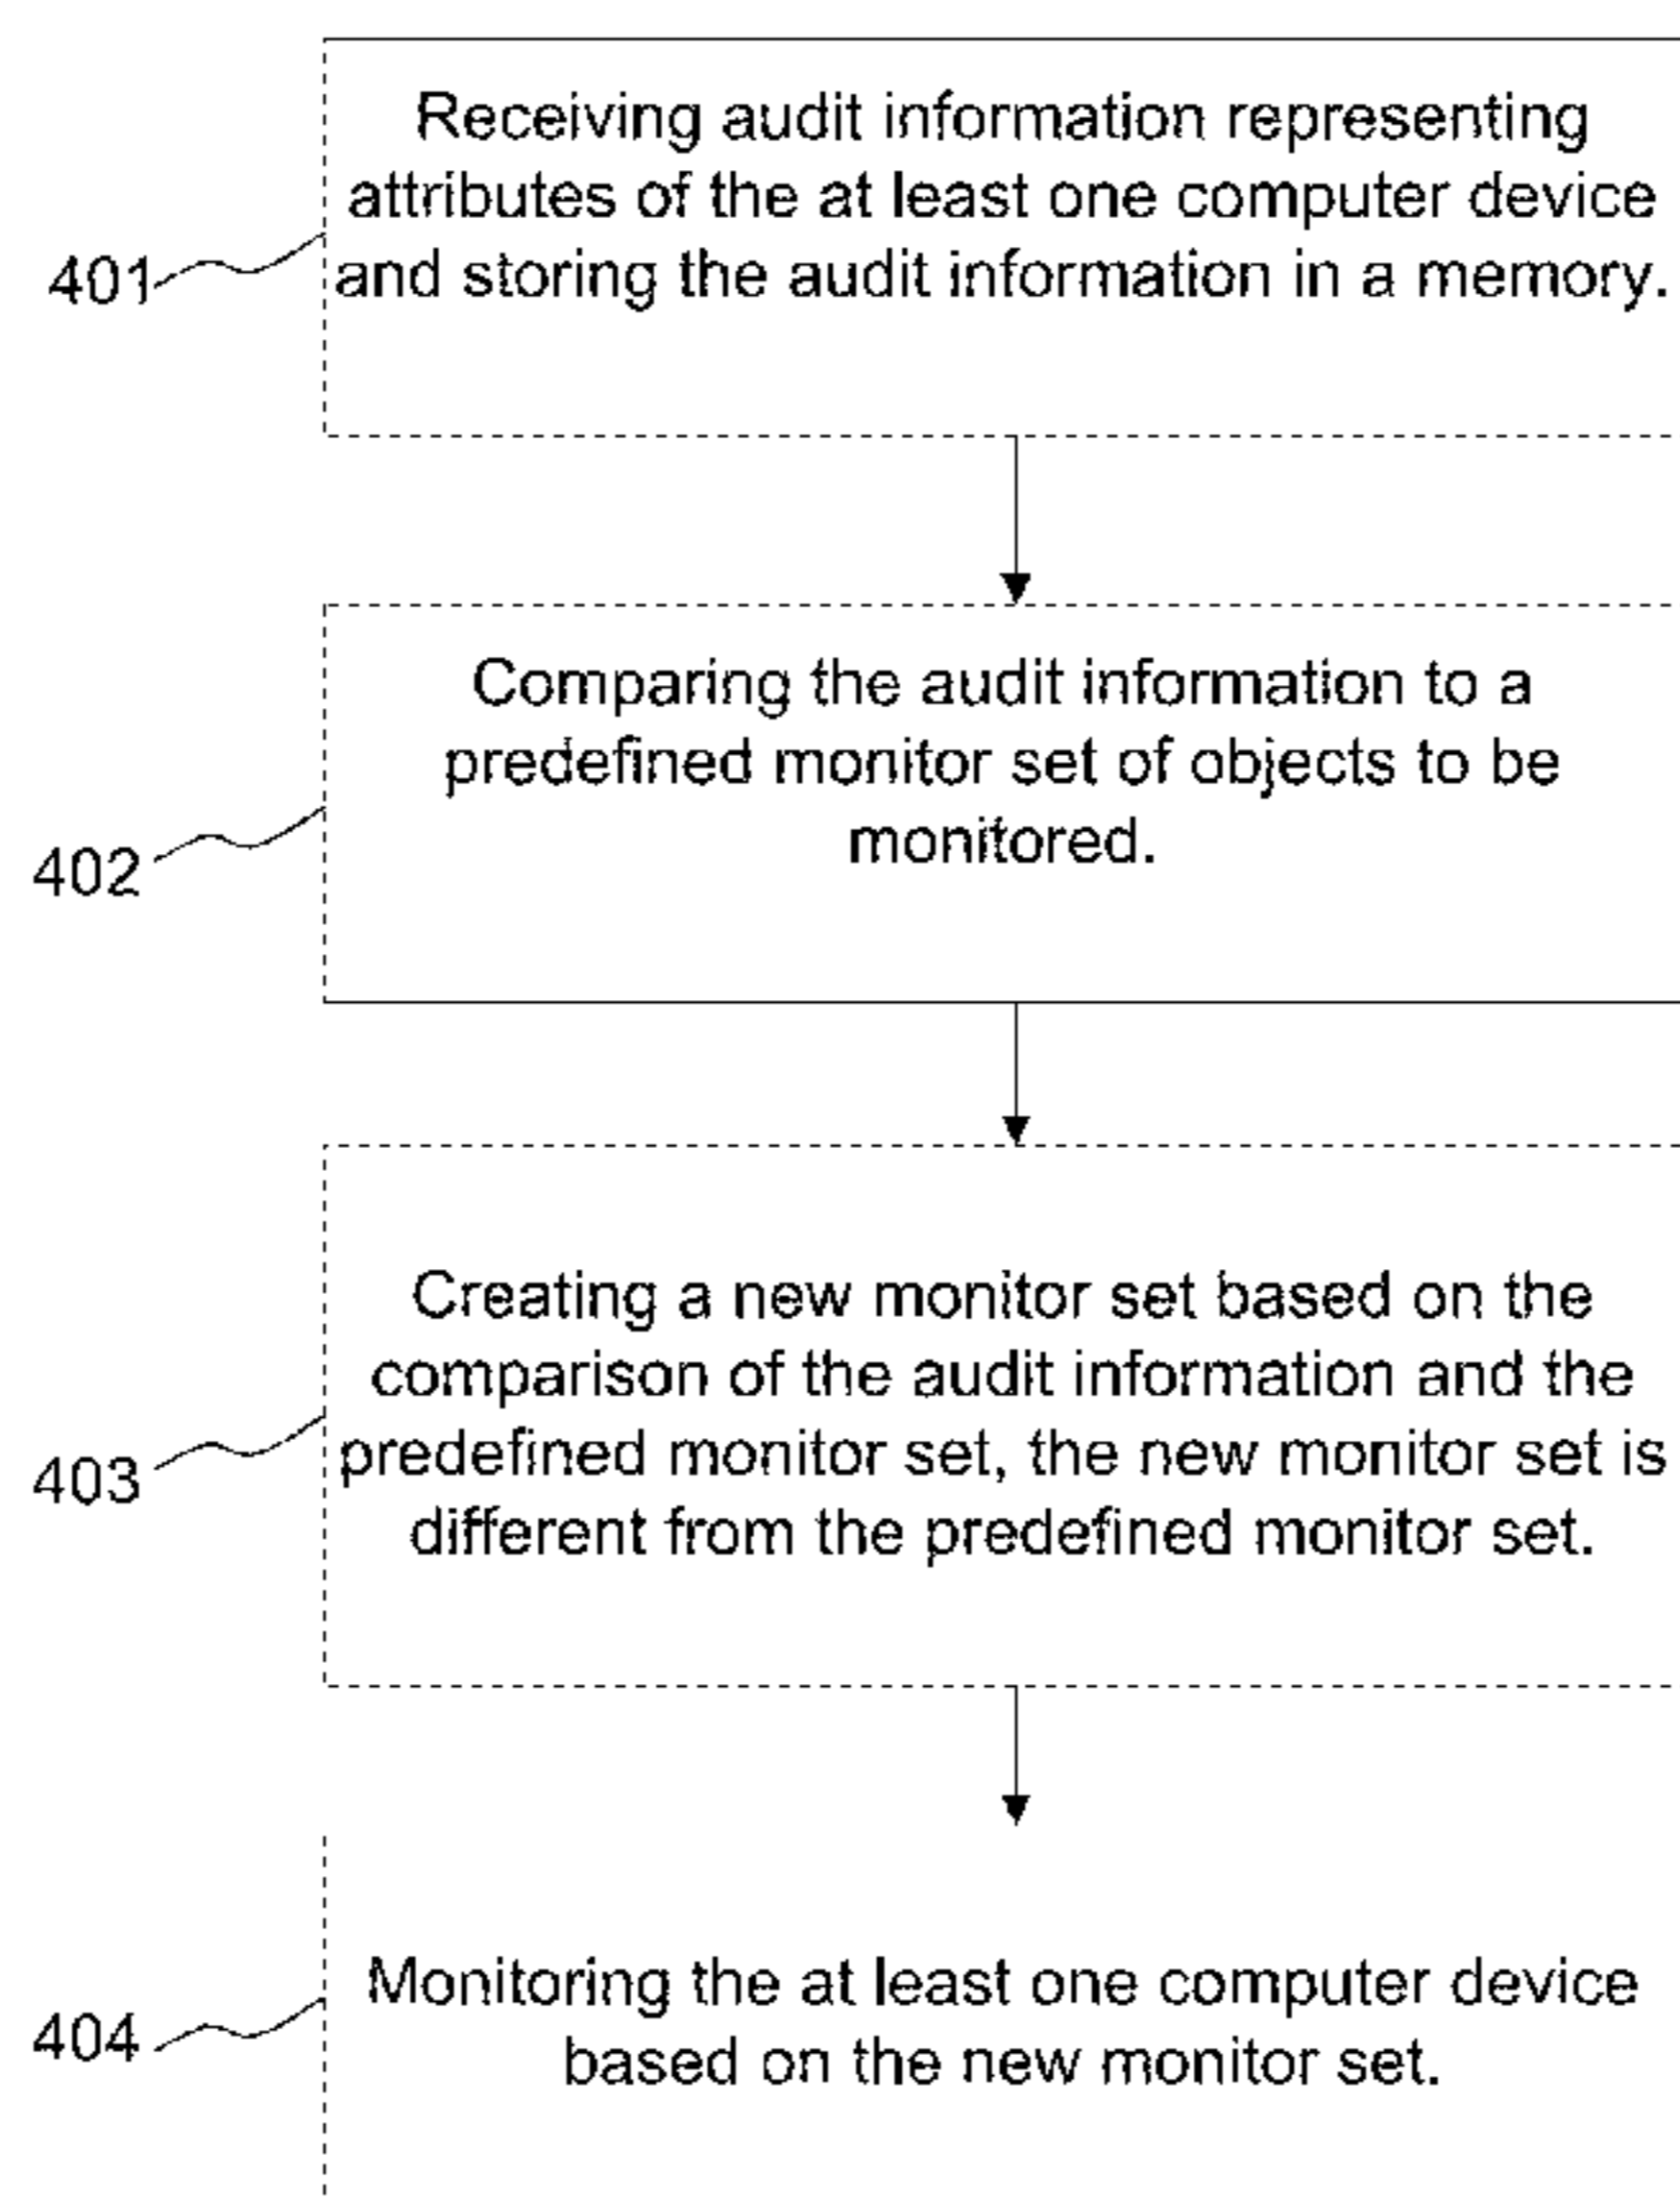 Receiving audit information representing
attributes of the at least one computer device
401
and storing the audit information in a memory.
Comparing the audit information to a
predefined monitor set of objects to be
monitored.
402
Creating a new monitor set based on the
comparison of the audit information and the
predefined monitor set, the new monitor set is
403
different from the predefined monitor set.
Monitoring the at least one computer device
404
based on the new monitor set.